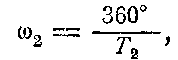 ω₂ == 360° / T₂,